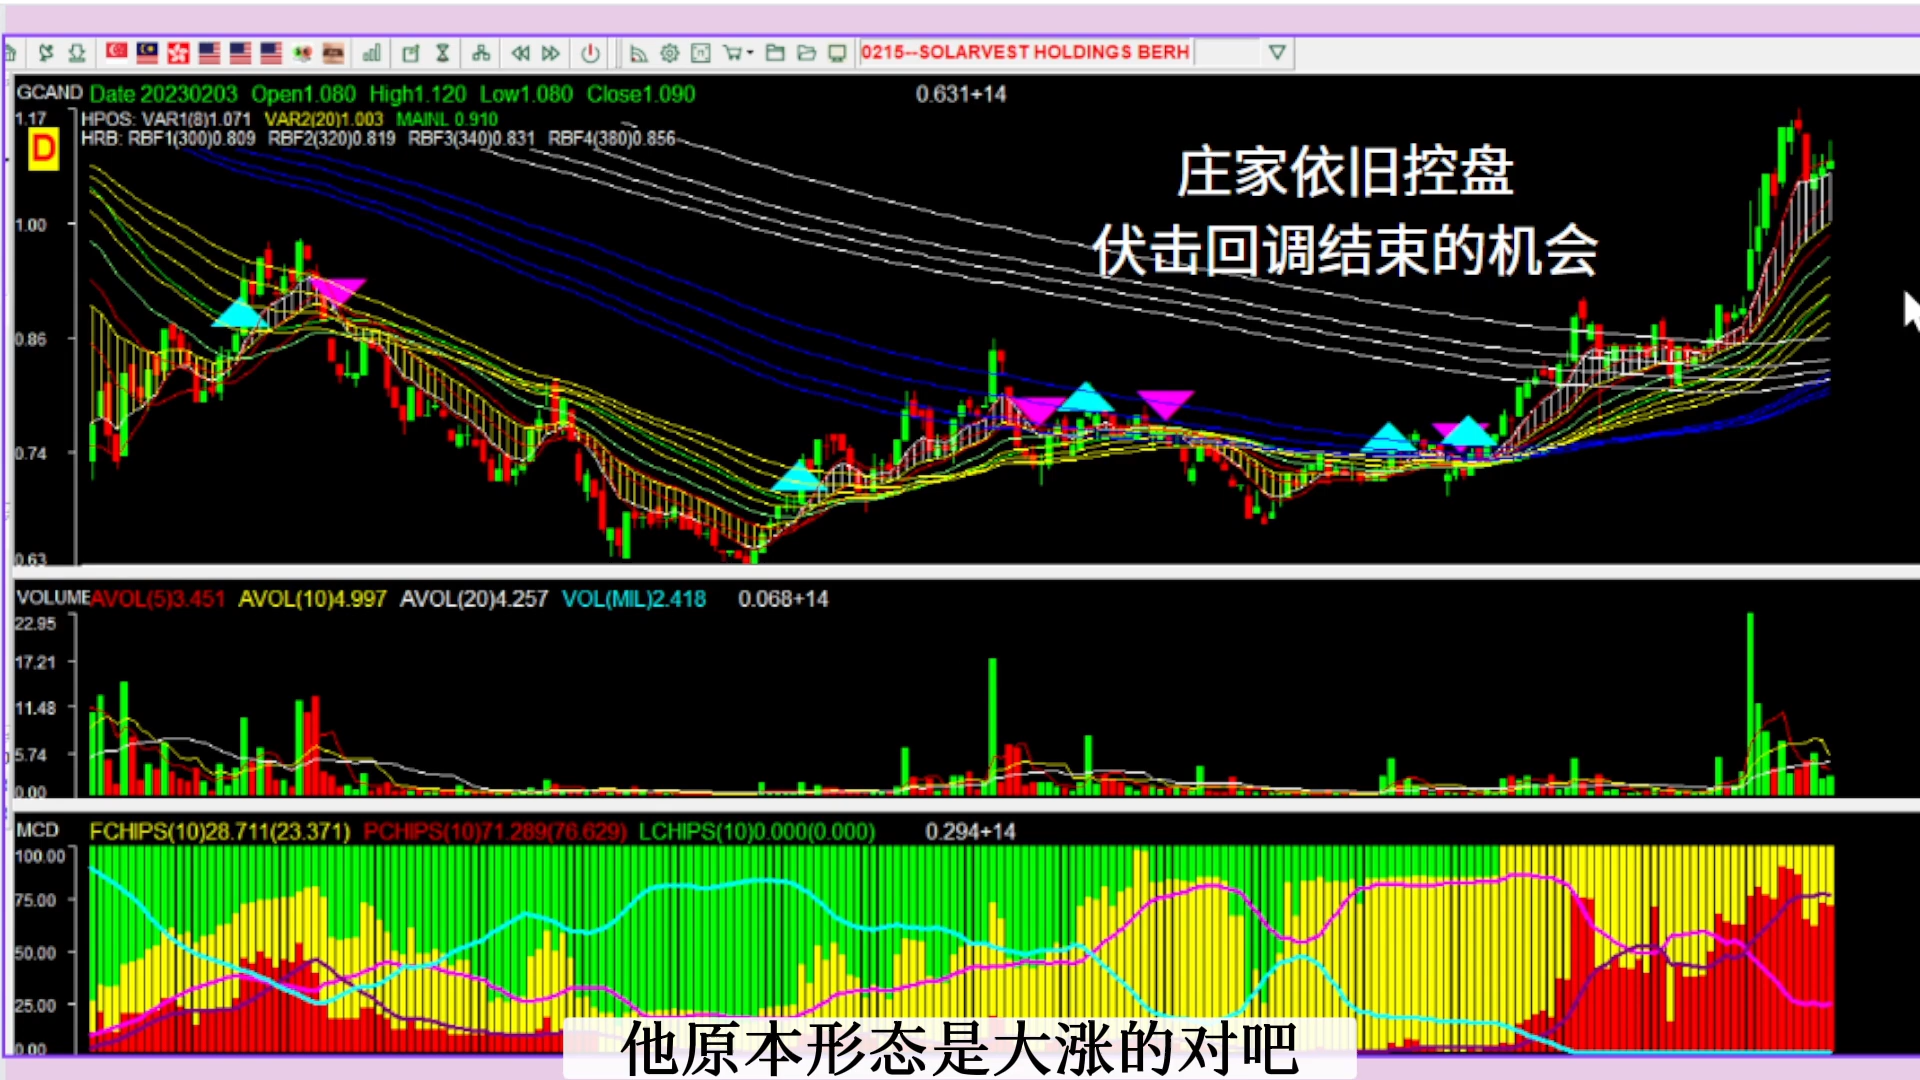 0215--SOLARVEST HOLDINGS BERH
GCAND Date 20230203 Open1.080 High1.120 Low1.080 Close1.090 0.631+14
1.17 HPOS: VAR1(8)1.071 VAR2(20)1.003 MAINL 0.910
D HRB: RBF1(300)0.809 RBF2(320)0.819 RBF3(340)0.831 RBF4(380)0.856
庄家依旧控盘
伏击回调结束的机会
1.00
0.86
0.74
0.63
VOLUME AVOL(5)3.451 AVOL(10)4.997 AVOL(20)4.257 VOL(MIL)2.418 0.068+14
22.95
17.21
11.48
5.74
0.00
MCD FCHIPS(10)28.711(23.371) PCHIPS(10)71.289(76.629) LCHIPS(10)0.000(0.000) 0.294+14
100.00
75.00
50.00
25.00
0.00
他原本形态是大涨的对吧